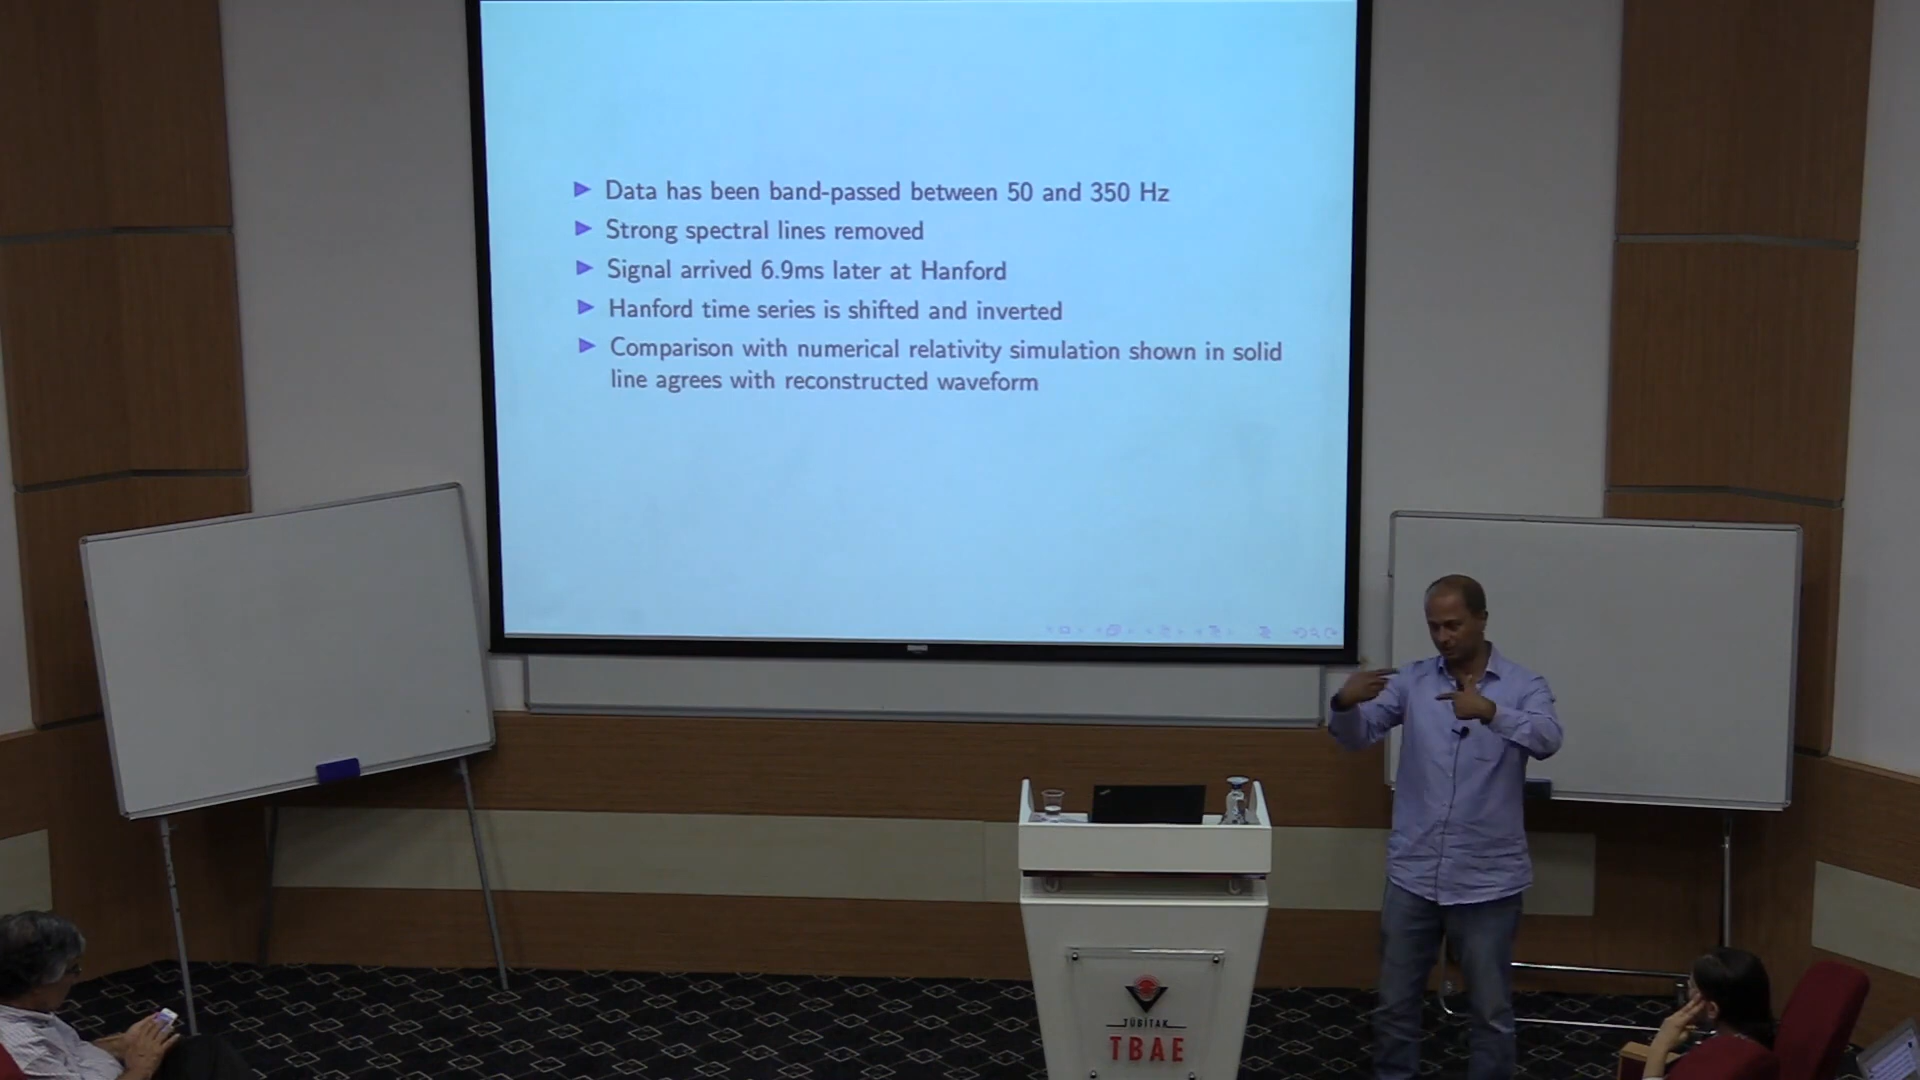 Data has been band-passed between 50 and 350 Hz
Strong spectral lines removed
Signal arrived 6.9ms later at Hanford
Hanford time series is shifted and inverted
Comparison with numerical relativity simulation shown in solid
line agrees with reconstructed waveform
TÜBİTAK
TBAE